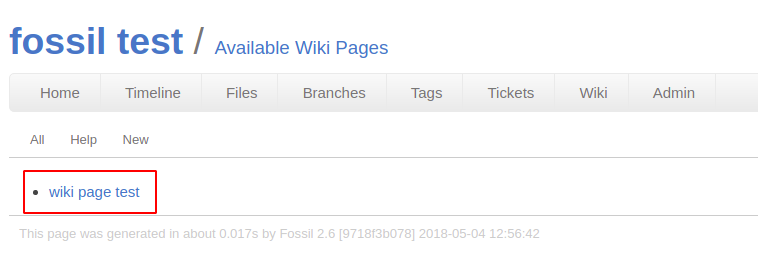 fossil test / Available Wiki Pages
Home Timeline Files Branches Tags Tickets Wiki Admin
All Help New
wiki page test
This page was generated in about 0.017s by Fossil 2.6 [9718f3b078] 2018-05-04 12:56:42